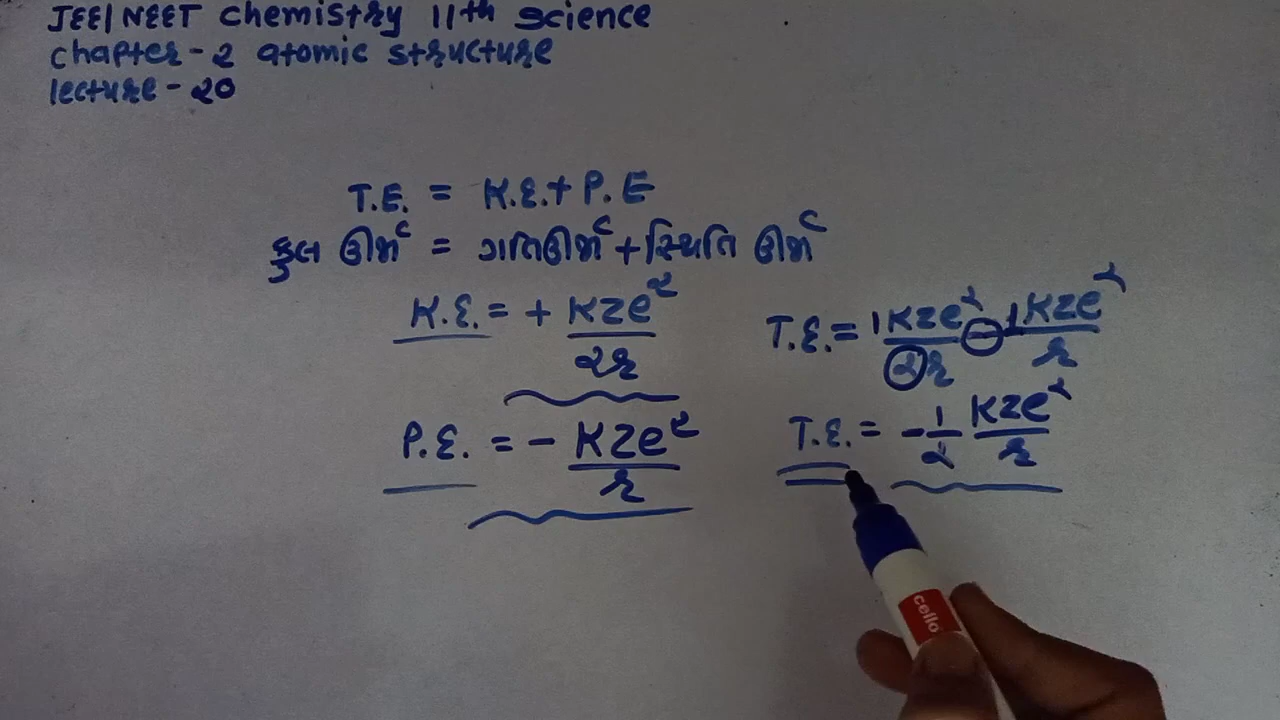 JEE/NEET chemistry 11th science
chapter-2 atomic structure
lecture-20
T.E. = K.E.+ P.E
કુલ ઊર્જા = ગતિઊર્જા + સ્થિતિ ઊર્જા
K.E. = + KZe²/2r
P.E. = - KZe²/r
T.E. = 1KZe²/2r - 1KZe²/r
T.E. = -1/2 KZe²/r
cello